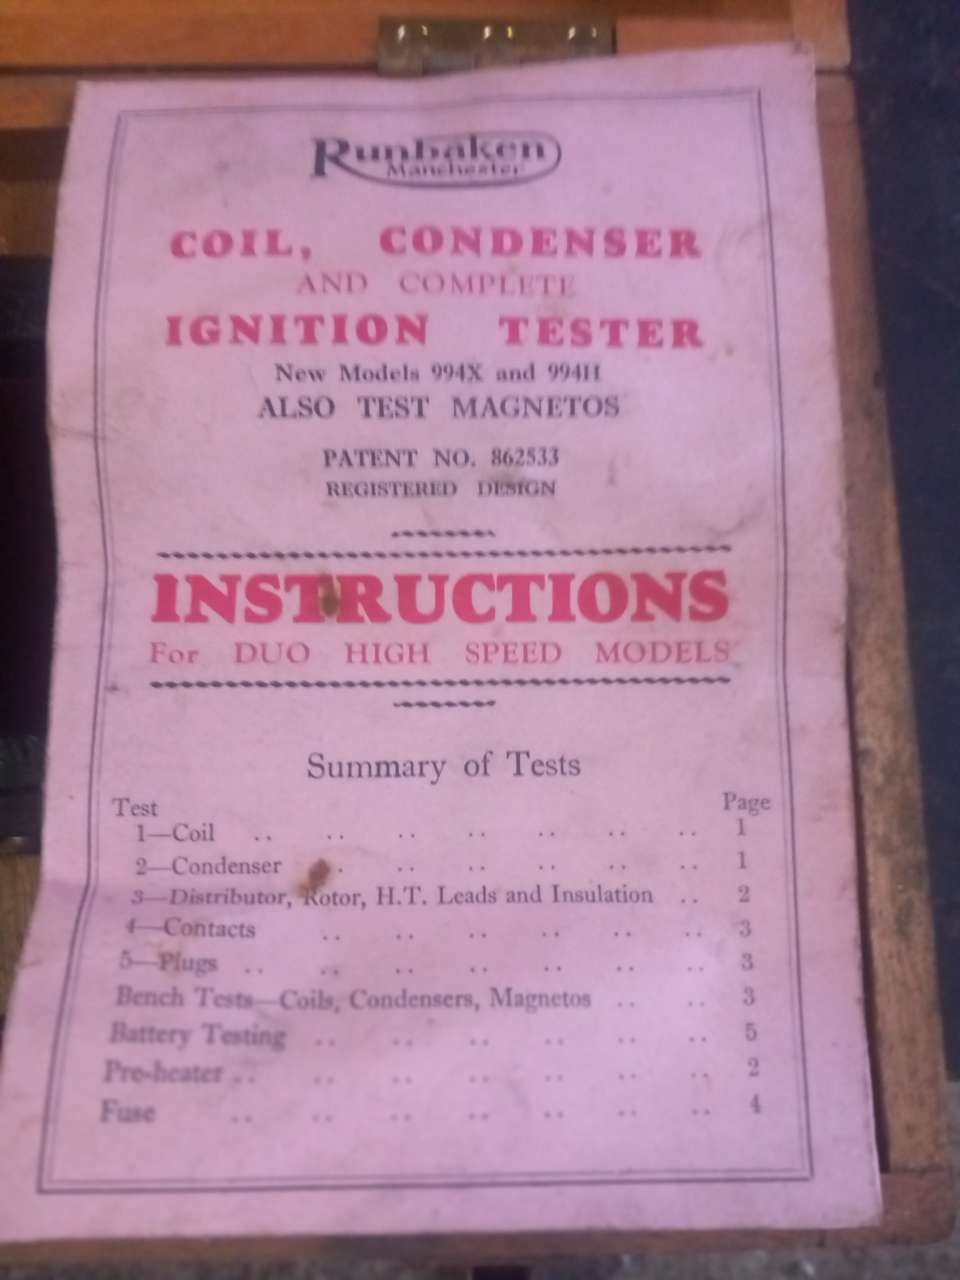 Runbaken
Manchester
COIL, CONDENSER
AND COMPLETE
IGNITION TESTER
New Models 994X and 994H
ALSO TEST MAGNETOS
PATENT NO. 862533
REGISTERED DESIGN
INSTRUCTIONS
For DUO HIGH SPEED MODELS
Summary of Tests
Test Page
1—Coil .. .. .. .. .. .. .. 1
2—Condenser .. .. .. .. .. .. 1
3—Distributor, Rotor, H.T. Leads and Insulation .. 2
4—Contacts .. .. .. .. .. .. 3
5—Plugs .. .. .. .. .. .. .. 3
Bench Tests—Coils, Condensers, Magnetos .. .. 3
Battery Testing .. .. .. .. .. .. 5
Pre-heater .. .. .. .. .. .. .. 2
Fuse .. .. .. .. .. .. .. 4